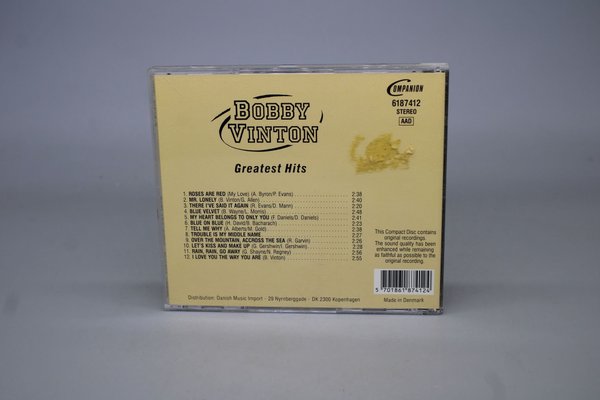 COMPANION
6187412
STEREO
AAD
BOBBY
VINTON
Greatest Hits
1. ROSES ARE RED (My Love) (A. Byron/P. Evans) 2:38
2. MR. LONELY (B. Vinton/G. Allen) 2:40
3. THERE I'VE SAID IT AGAIN (R. Evans/D. Mann) 2:20
4. BLUE VELVET (B. Wayne/L. Morris) 2:48
5. MY HEART BELONGS TO ONLY YOU (F. Daniels/D. Daniels) 2:41
6. BLUE ON BLUE (H. David/B. Bacharach) 2:23
7. TELL ME WHY (A. Alberts/M. Gold) 2:38
8. TROUBLE IS MY MIDDLE NAME 2:27
9. OVER THE MOUNTAIN, ACCROSS THE SEA (R. Garvin) 2:26
10. LET'S KISS AND MAKE UP (G. Gershwin/I. Gershwin) 2:28
11. RAIN, RAIN, GO AWAY (G. Shayne/N. Regney) 2:56
12. I LOVE YOU THE WAY YOU ARE (B. Vinton) 2:55
This Compact Disc contains
original recordings.
The sound quality has been
enhanced while remaining
as faithful as possible to the
original recording.
5 701861 874124
Distribution: Danish Music Import · 29 Nyrnberggade · DK 2300 Kopenhagen
Made in Denmark